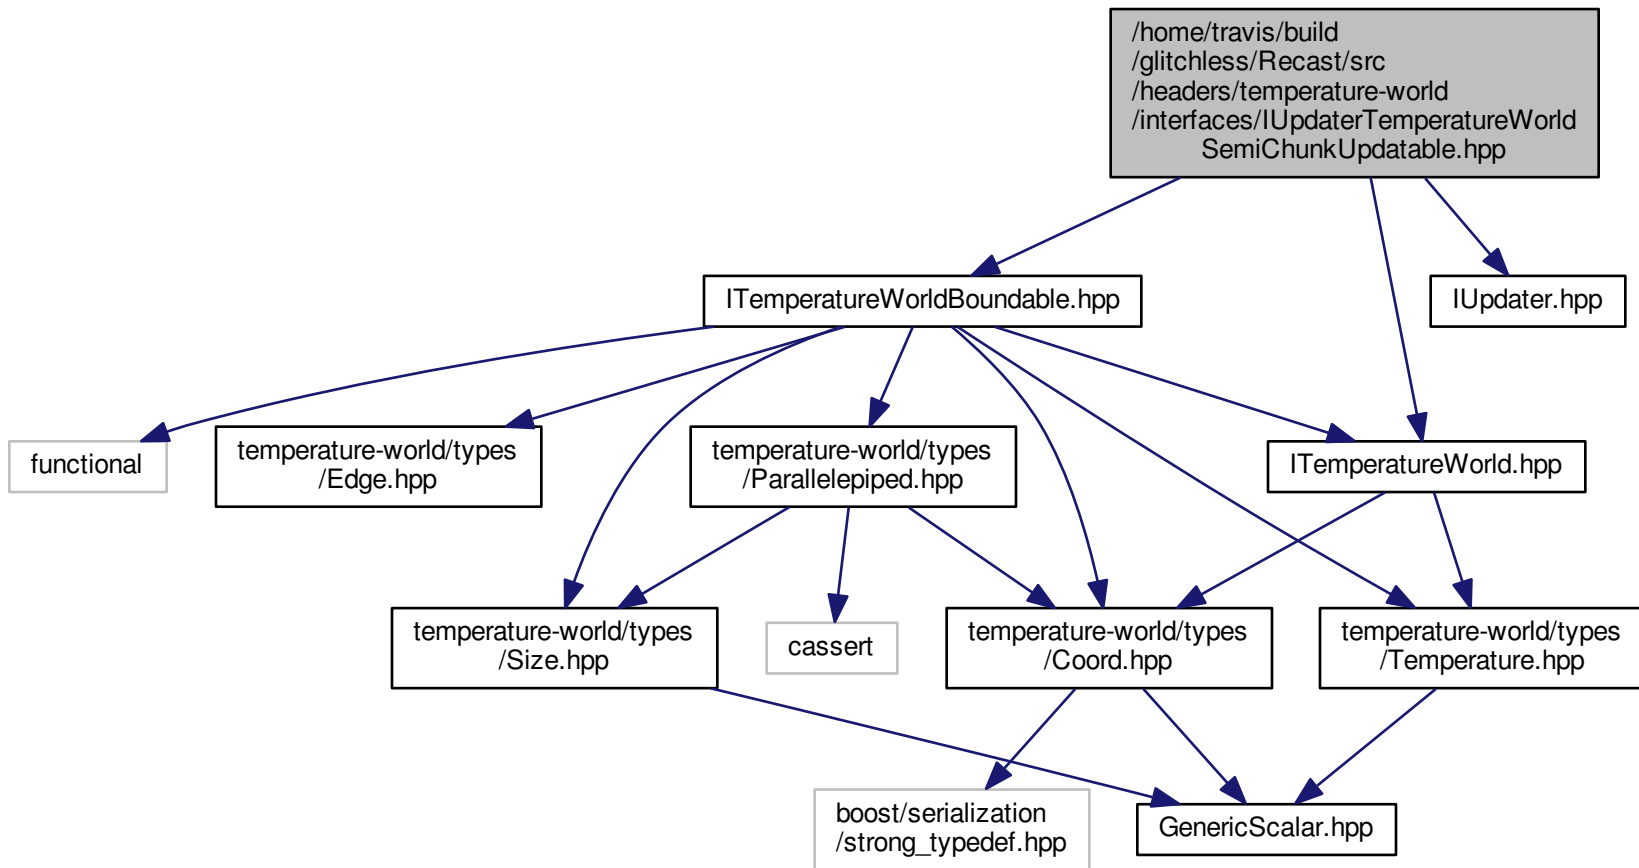 /home/travis/build
/glitchless/Recast/src
/headers/temperature-world
/interfaces/IUpdaterTemperatureWorld
SemiChunkUpdatable.hpp
ITemperatureWorldBoundable.hpp
IUpdater.hpp
functional
temperature-world/types
/Edge.hpp
temperature-world/types
/Parallelepiped.hpp
ITemperatureWorld.hpp
temperature-world/types
/Size.hpp
cassert
temperature-world/types
/Coord.hpp
temperature-world/types
/Temperature.hpp
boost/serialization
/strong_typedef.hpp
GenericScalar.hpp